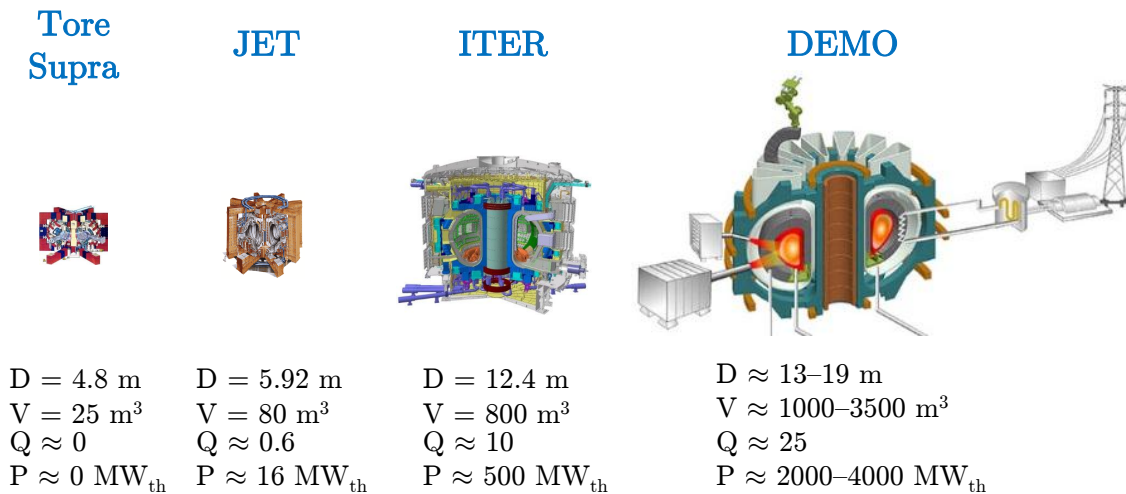 Tore
Supra
JET
ITER
DEMO
D = 4.8 m
V = 25 m³
Q ≈ 0
P ≈ 0 MWₜₕ
D = 5.92 m
V = 80 m³
Q ≈ 0.6
P ≈ 16 MWₜₕ
D = 12.4 m
V = 800 m³
Q ≈ 10
P ≈ 500 MWₜₕ
D ≈ 13–19 m
V ≈ 1000–3500 m³
Q ≈ 25
P ≈ 2000–4000 MWₜₕ